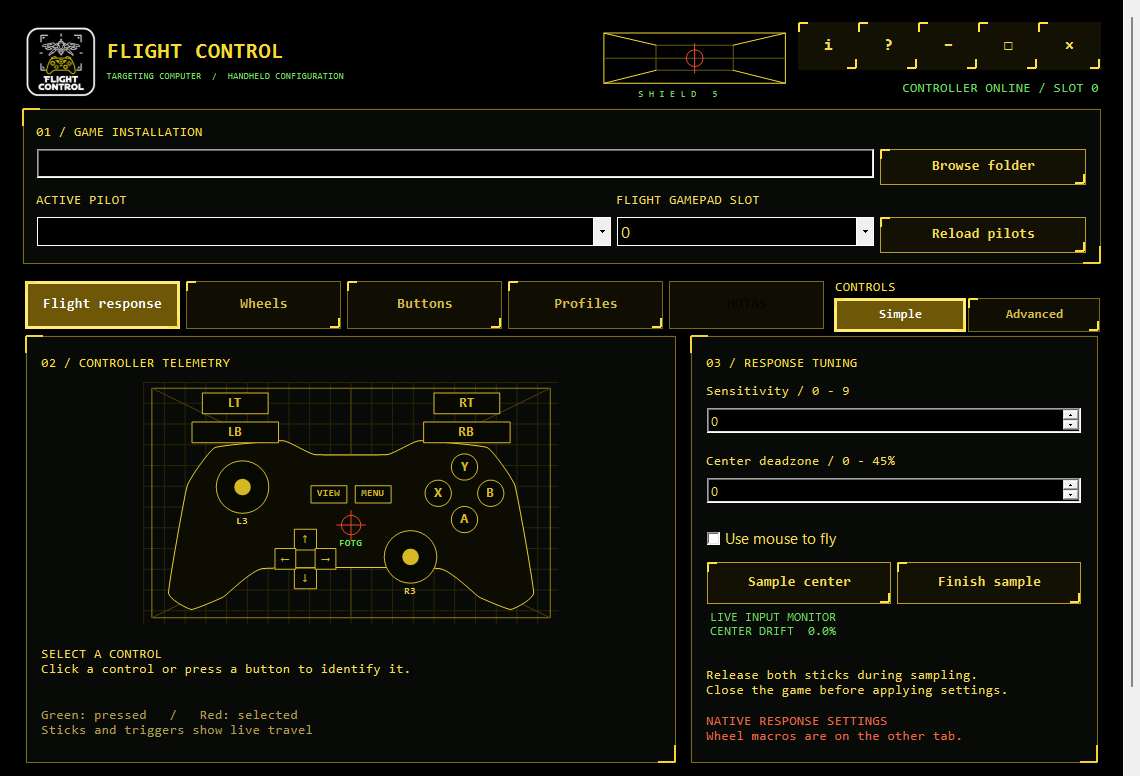 FLIGHT CONTROL
FLIGHT CONTROL
TARGETING COMPUTER / HANDHELD CONFIGURATION
SHIELD 5
i ? − □ ×
CONTROLLER ONLINE / SLOT 0
01 / GAME INSTALLATION
Browse folder
ACTIVE PILOT
FLIGHT GAMEPAD SLOT
0
Reload pilots
Flight response
Wheels
Buttons
Profiles
HOTAS
CONTROLS
Simple
Advanced
02 / CONTROLLER TELEMETRY
LT
RT
LB
RB
Y
X
B
A
VIEW
MENU
L3
FOTG
↑
←
→
↓
R3
SELECT A CONTROL
Click a control or press a button to identify it.
Green: pressed / Red: selected
Sticks and triggers show live travel
03 / RESPONSE TUNING
Sensitivity / 0 - 9
0
Center deadzone / 0 - 45%
0
Use mouse to fly
Sample center
Finish sample
LIVE INPUT MONITOR
CENTER DRIFT 0.0%
Release both sticks during sampling.
Close the game before applying settings.
NATIVE RESPONSE SETTINGS
Wheel macros are on the other tab.